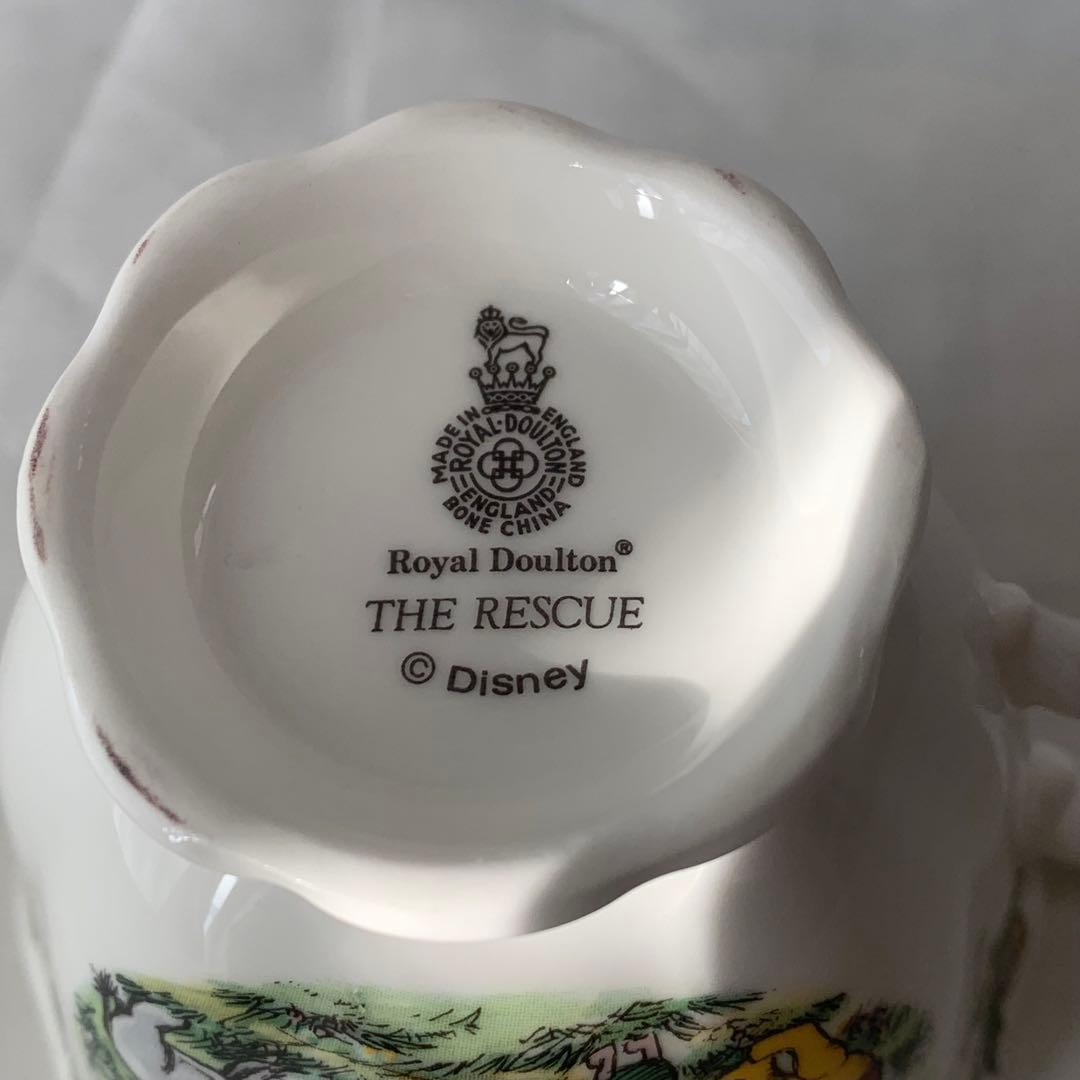 MADE IN ENGLAND
ROYAL·DOULTON
ENGLAND
BONE CHINA
Royal Doulton®
THE RESCUE
© Disney